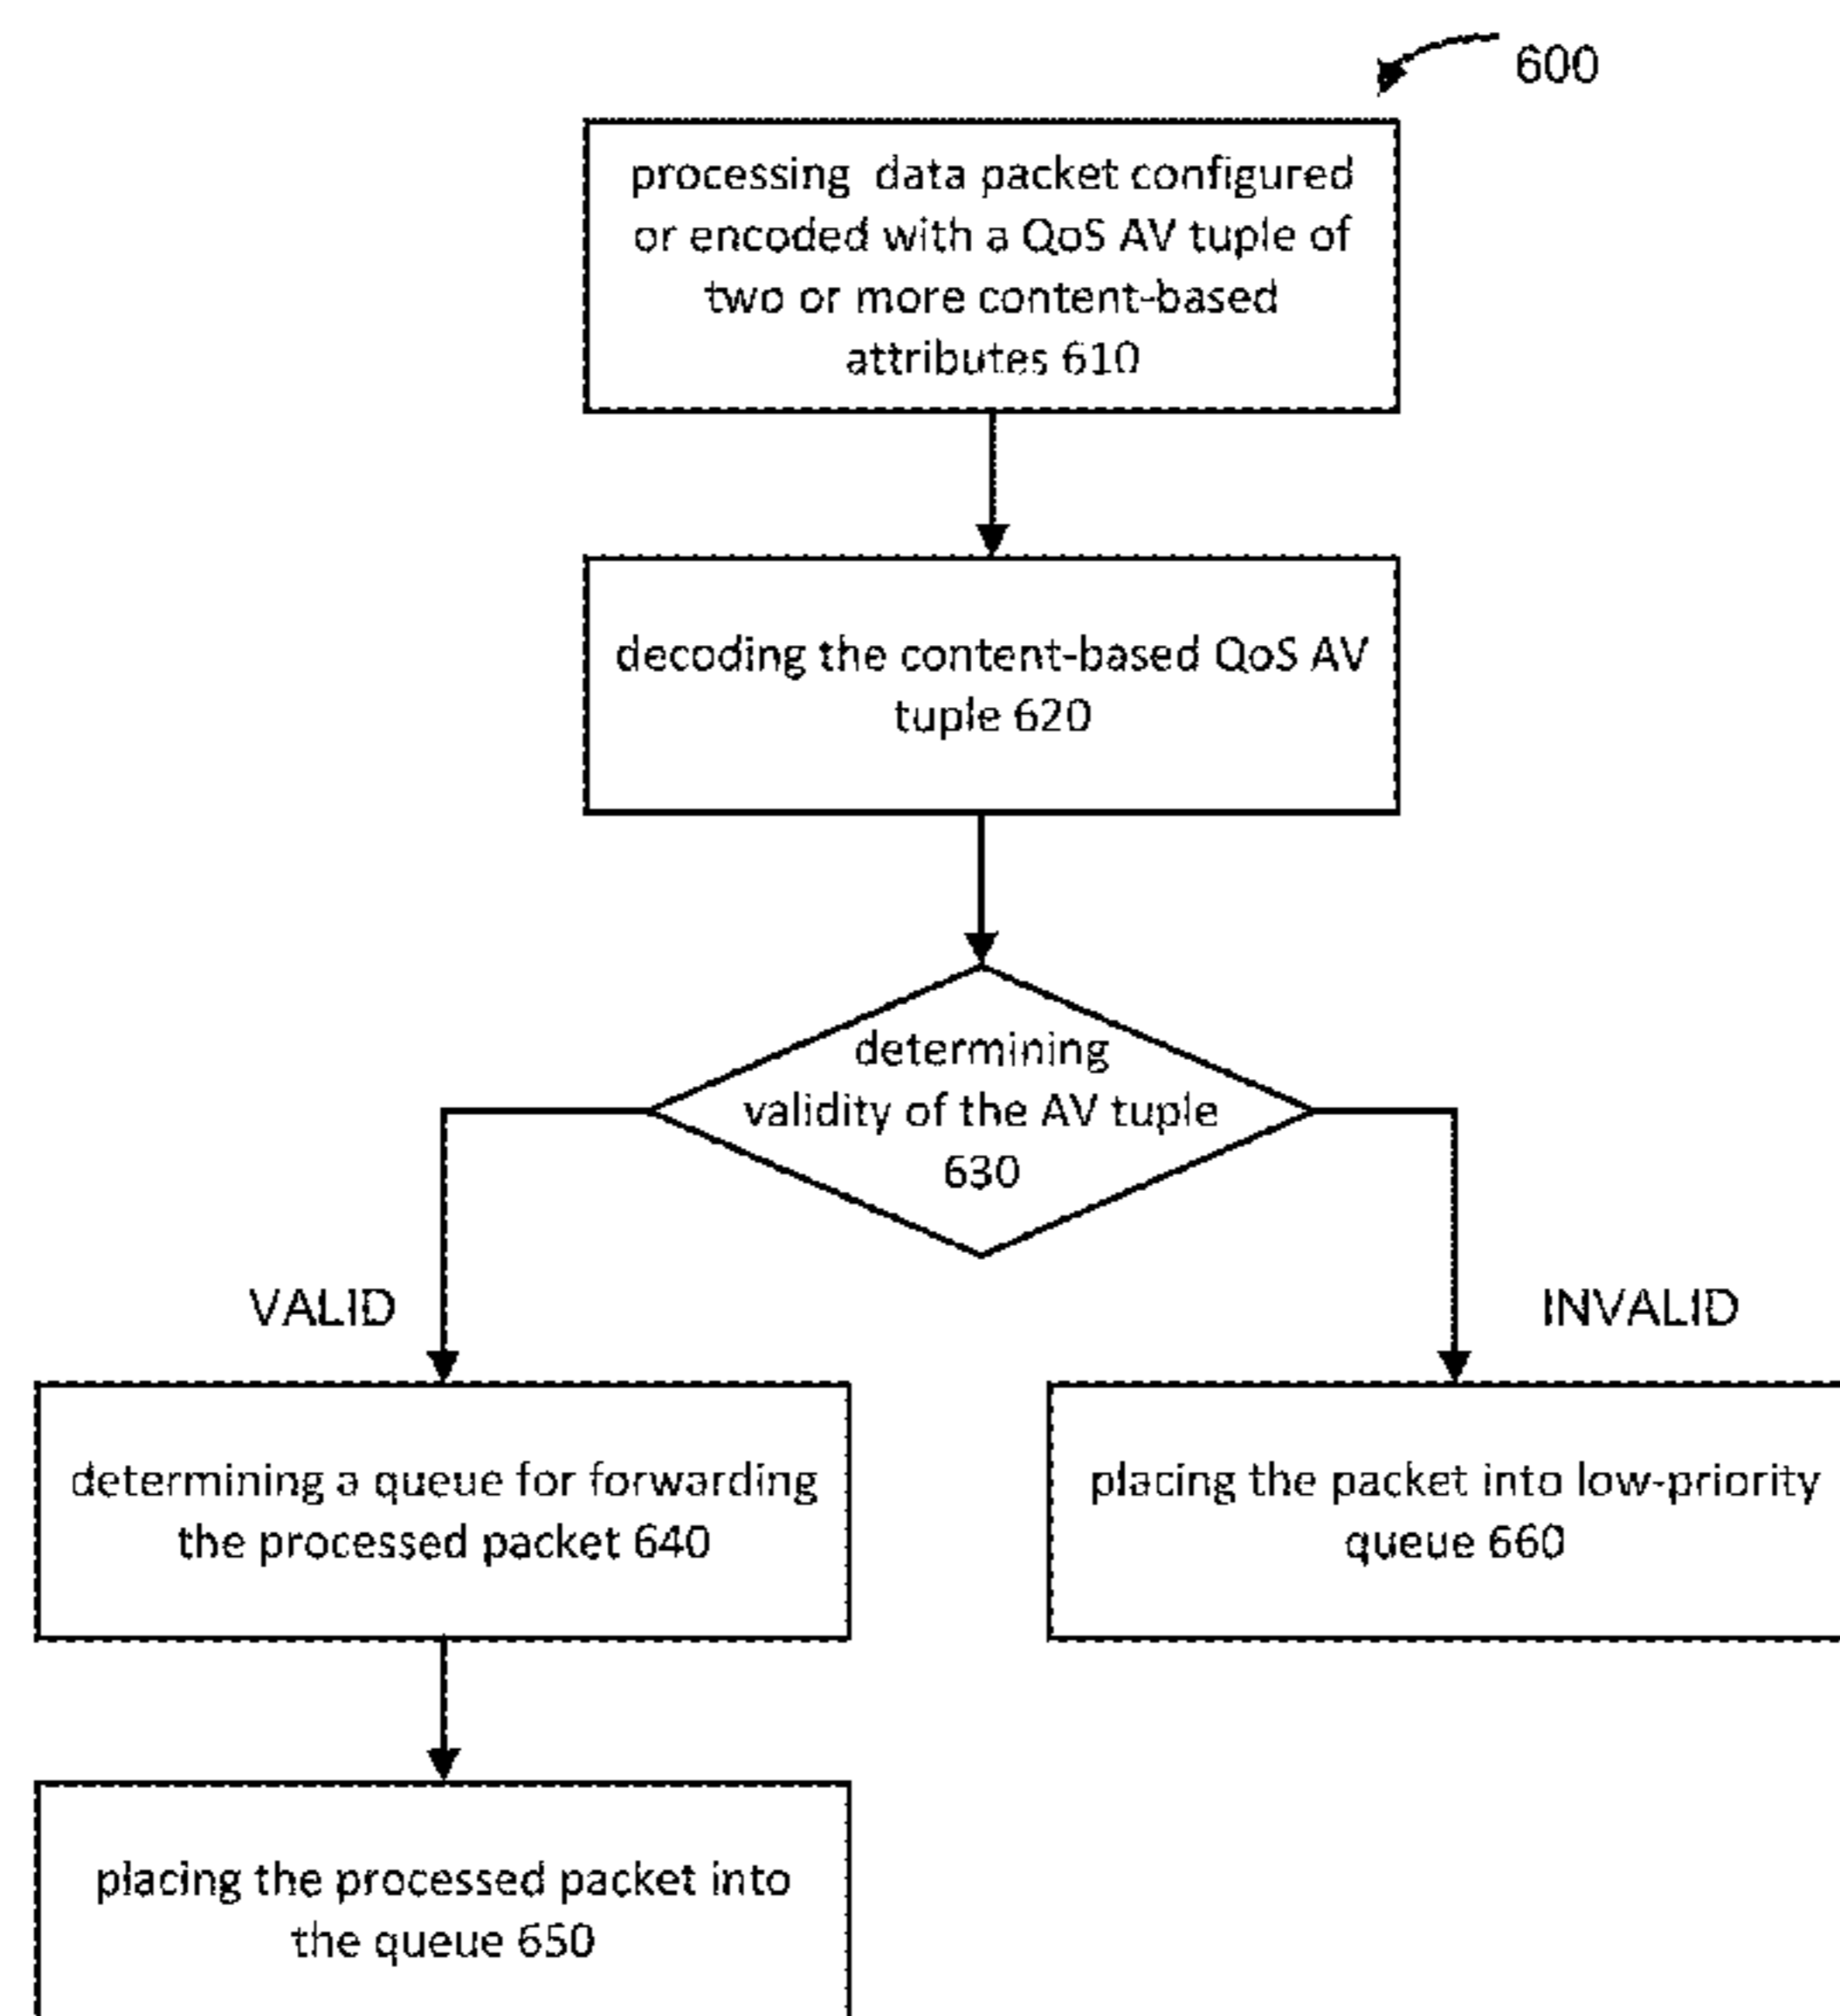 600
processing data packet configured
or encoded with a QoS AV tuple of
two or more content-based
attributes 610
decoding the content-based QoS AV
tuple 620
determining
validity of the AV tuple
630
VALID
INVALID
determining a queue for forwarding
the processed packet 640
placing the packet into low-priority
queue 660
placing the processed packet into
the queue 650